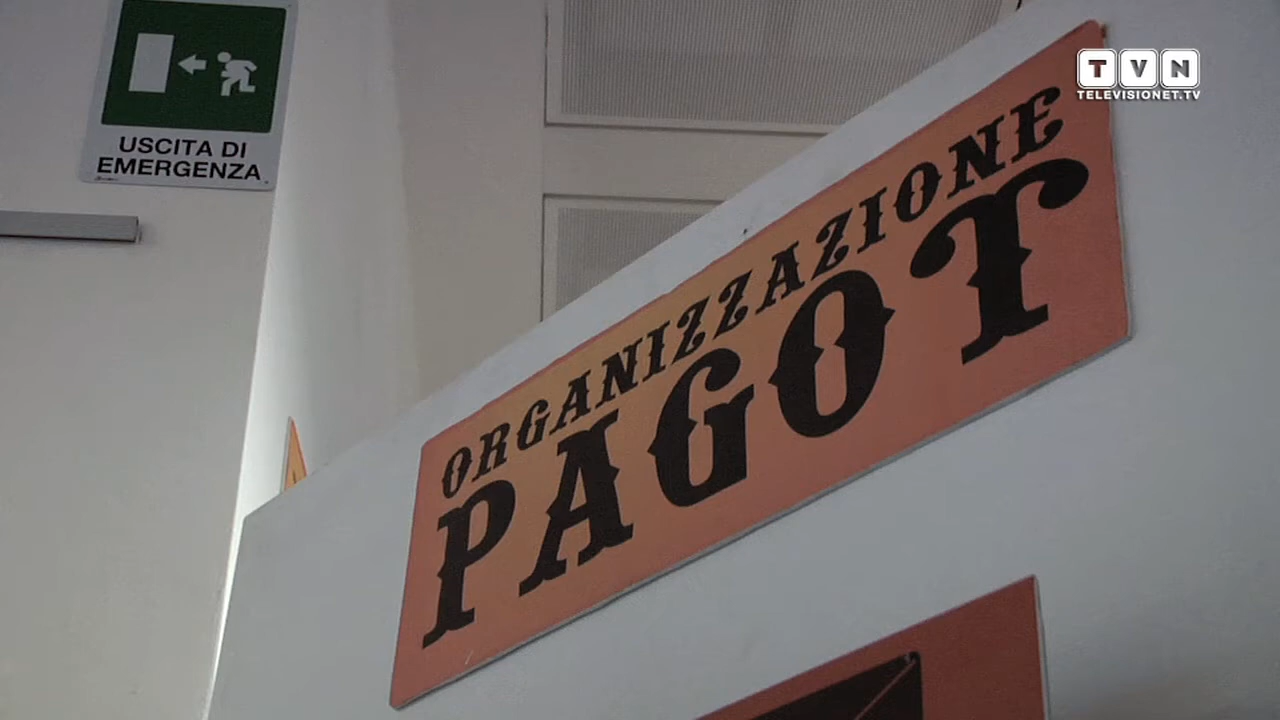 USCITA DI
EMERGENZA
TVN
TELEVISIONET.TV
ORGANIZZAZIONE
PAGOT